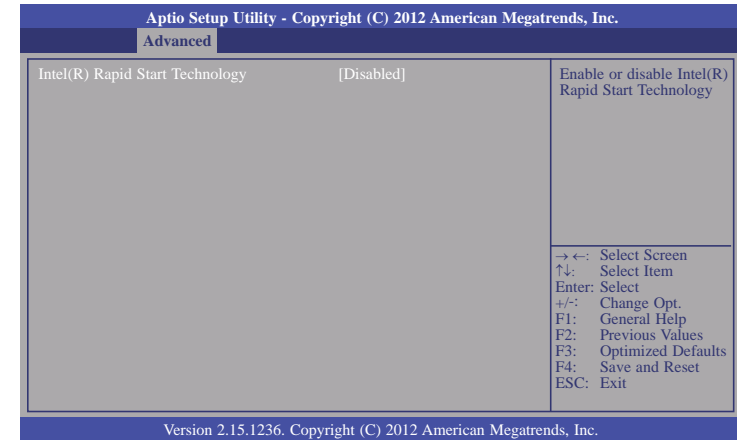 Aptio Setup Utility - Copyright (C) 2012 American Megatrends, Inc.
Advanced
Intel(R) Rapid Start Technology [Disabled]
Enable or disable Intel(R)
Rapid Start Technology
→ ←: Select Screen
↑↓: Select Item
Enter: Select
+/-: Change Opt.
F1: General Help
F2: Previous Values
F3: Optimized Defaults
F4: Save and Reset
ESC: Exit
Version 2.15.1236. Copyright (C) 2012 American Megatrends, Inc.